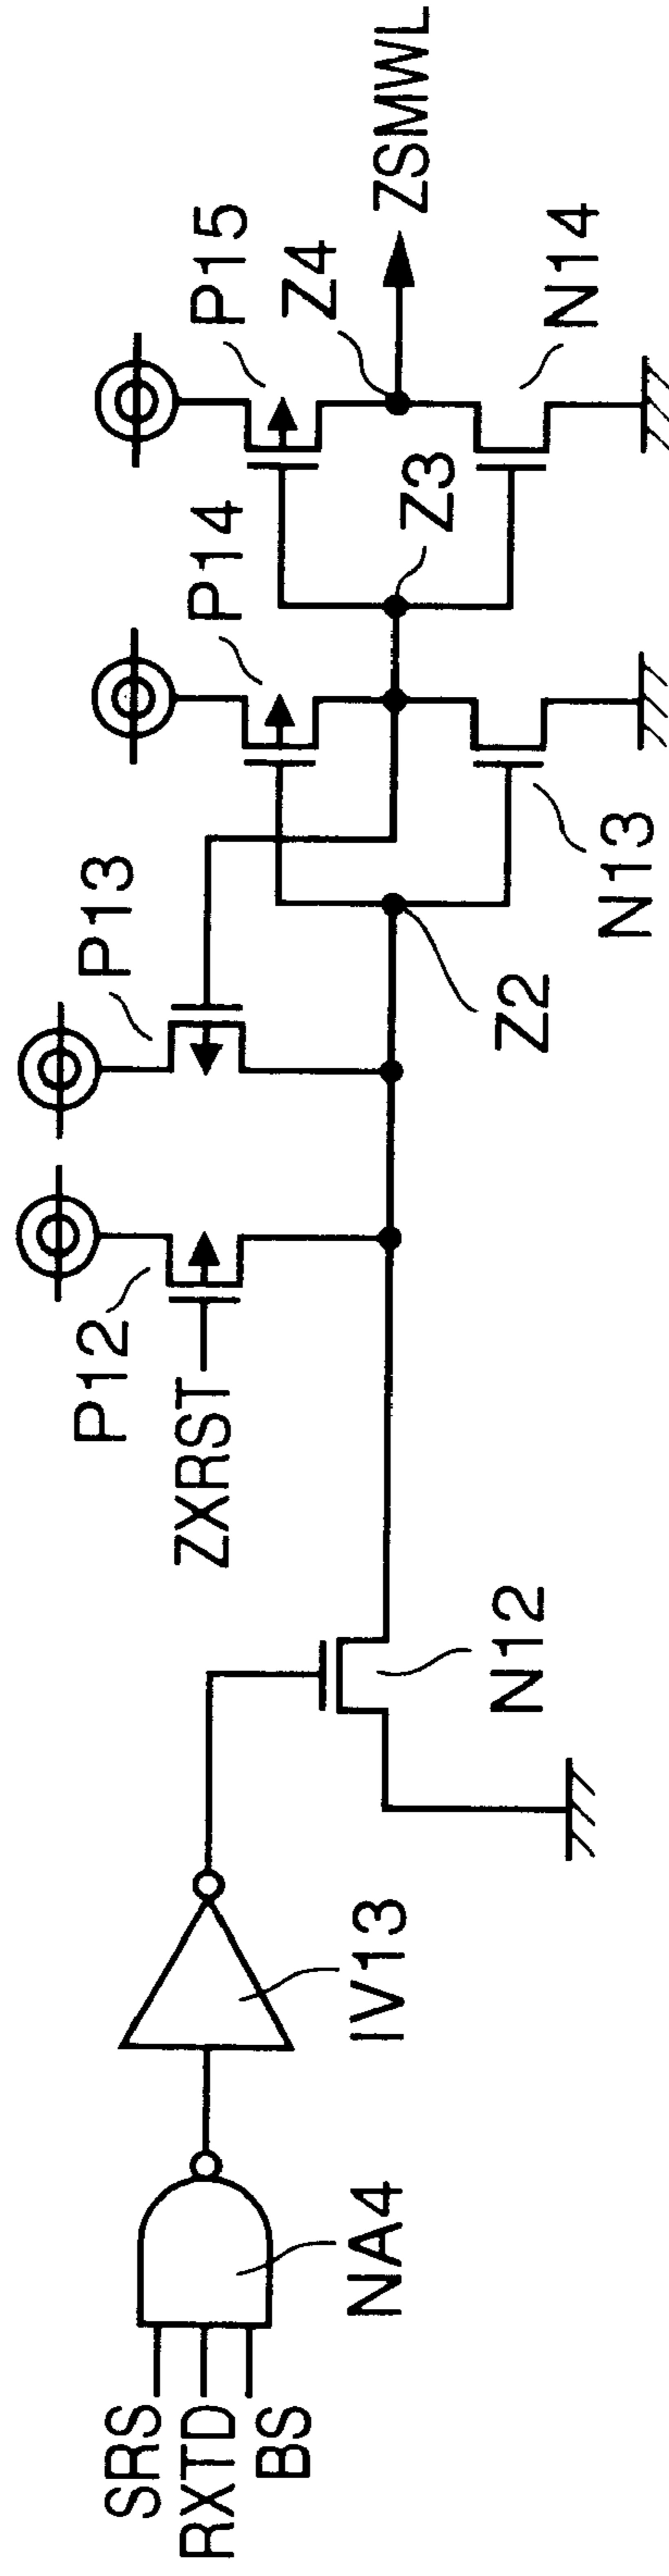 SRS
RXTD
BS
NA4
IV13
N12
ZXRST
P12
P13
Z2
N13
P14
Z3
P15
Z4
N14
ZSMWL